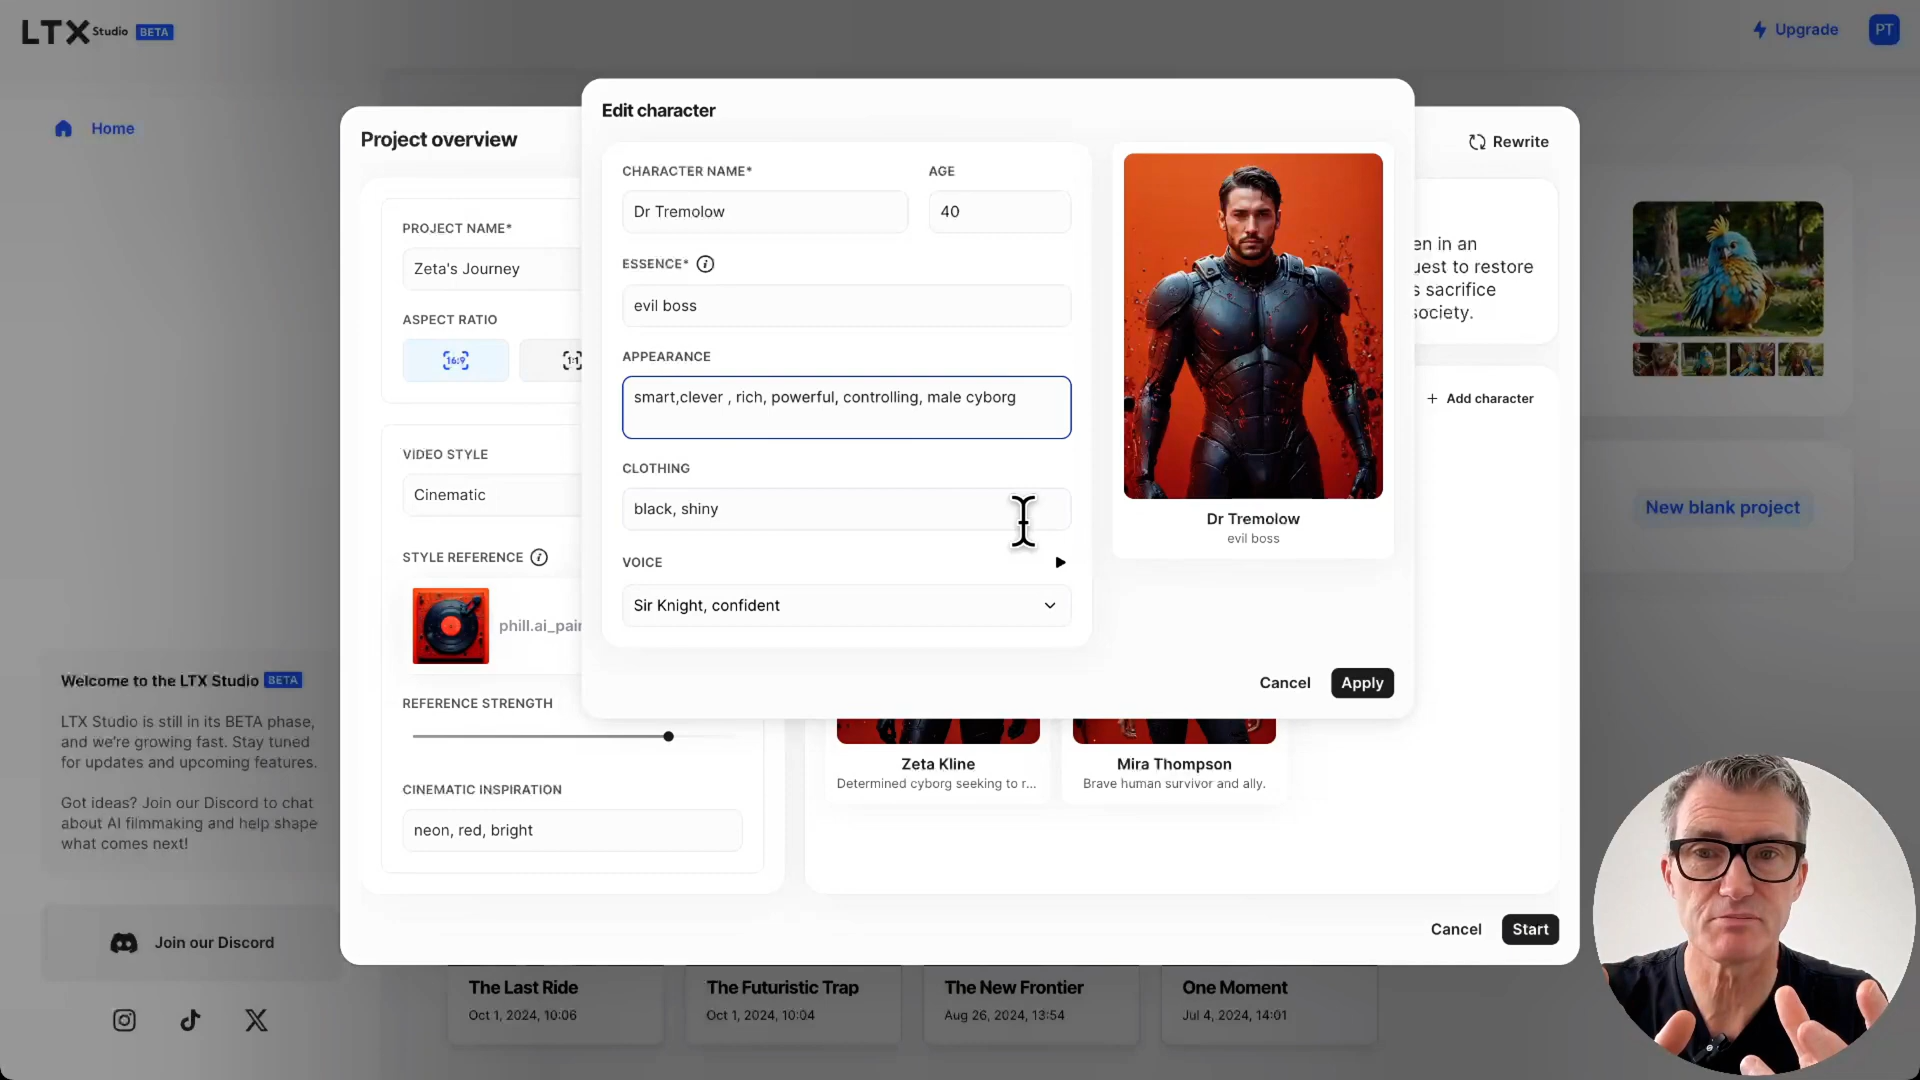 LTX Studio BETA
Upgrade
PT
Home
Project overview
Rewrite
PROJECT NAME*
Zeta's Journey
ASPECT RATIO
16:9
1:1
VIDEO STYLE
Cinematic
STYLE REFERENCE
phill.ai_pain
REFERENCE STRENGTH
CINEMATIC INSPIRATION
neon, red, bright
Edit character
CHARACTER NAME*
AGE
Dr Tremolow
40
ESSENCE*
evil boss
APPEARANCE
smart,clever , rich, powerful, controlling, male cyborg
CLOTHING
black, shiny
VOICE
Sir Knight, confident
Dr Tremolow
evil boss
Cancel
Apply
en in an
uest to restore
s sacrifice
society.
+ Add character
New blank project
Zeta Kline
Determined cyborg seeking to r...
Mira Thompson
Brave human survivor and ally.
Cancel
Start
Welcome to the LTX Studio BETA
LTX Studio is still in its BETA phase,
and we're growing fast. Stay tuned
for updates and upcoming features.
Got ideas? Join our Discord to chat
about AI filmmaking and help shape
what comes next!
Join our Discord
The Last Ride
Oct 1, 2024, 10:06
The Futuristic Trap
Oct 1, 2024, 10:04
The New Frontier
Aug 26, 2024, 13:54
One Moment
Jul 4, 2024, 14:01